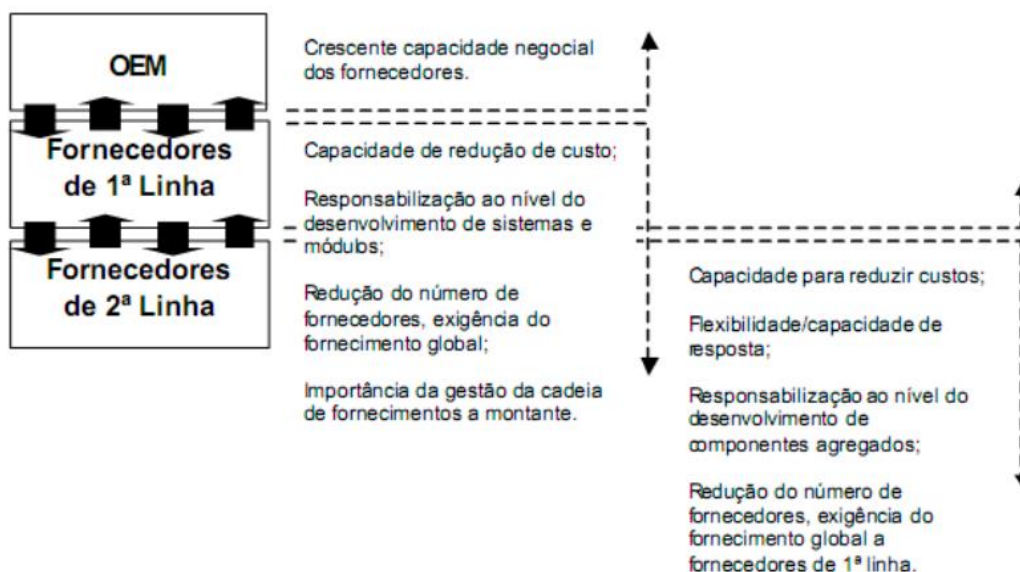 OEM
Fornecedores
de 1ª Linha
Fornecedores
de 2ª Linha
Crescente capacidade negocial
dos fornecedores.
Capacidade de redução de custo;
Responsabilização ao nível do
desenvolvimento de sistemas e
módulos;
Redução do número de
fornecedores, exigência do
fornecimento global;
Importância da gestão da cadeia
de fornecimentos a montante.
Capacidade para reduzir custos;
Flexibilidade/capacidade de
resposta;
Responsabilização ao nível do
desenvolvimento de
componentes agregados;
Redução do número de
fornecedores, exigência do
fornecimento global a
fornecedores de 1ª linha.